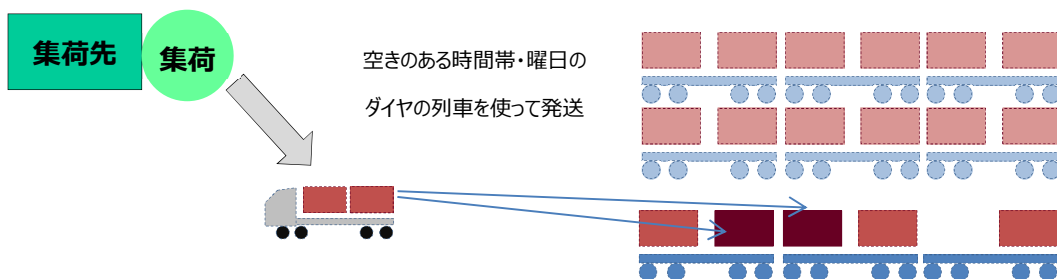 集荷先
集荷
空きのある時間帯・曜日の
ダイヤの列車を使って発送